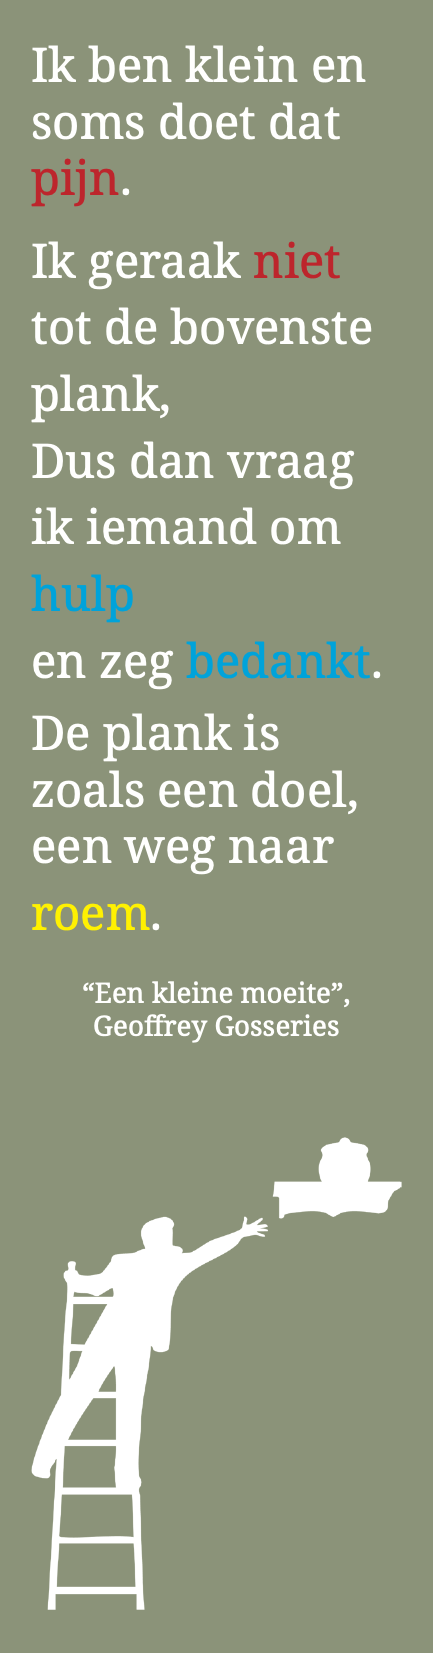 Ik ben klein en
soms doet dat
pijn.
Ik geraak niet
tot de bovenste
plank,
Dus dan vraag
ik iemand om
hulp
en zeg bedankt.
De plank is
zoals een doel,
een weg naar
roem.
“Een kleine moeite”,
Geoffrey Gosseries